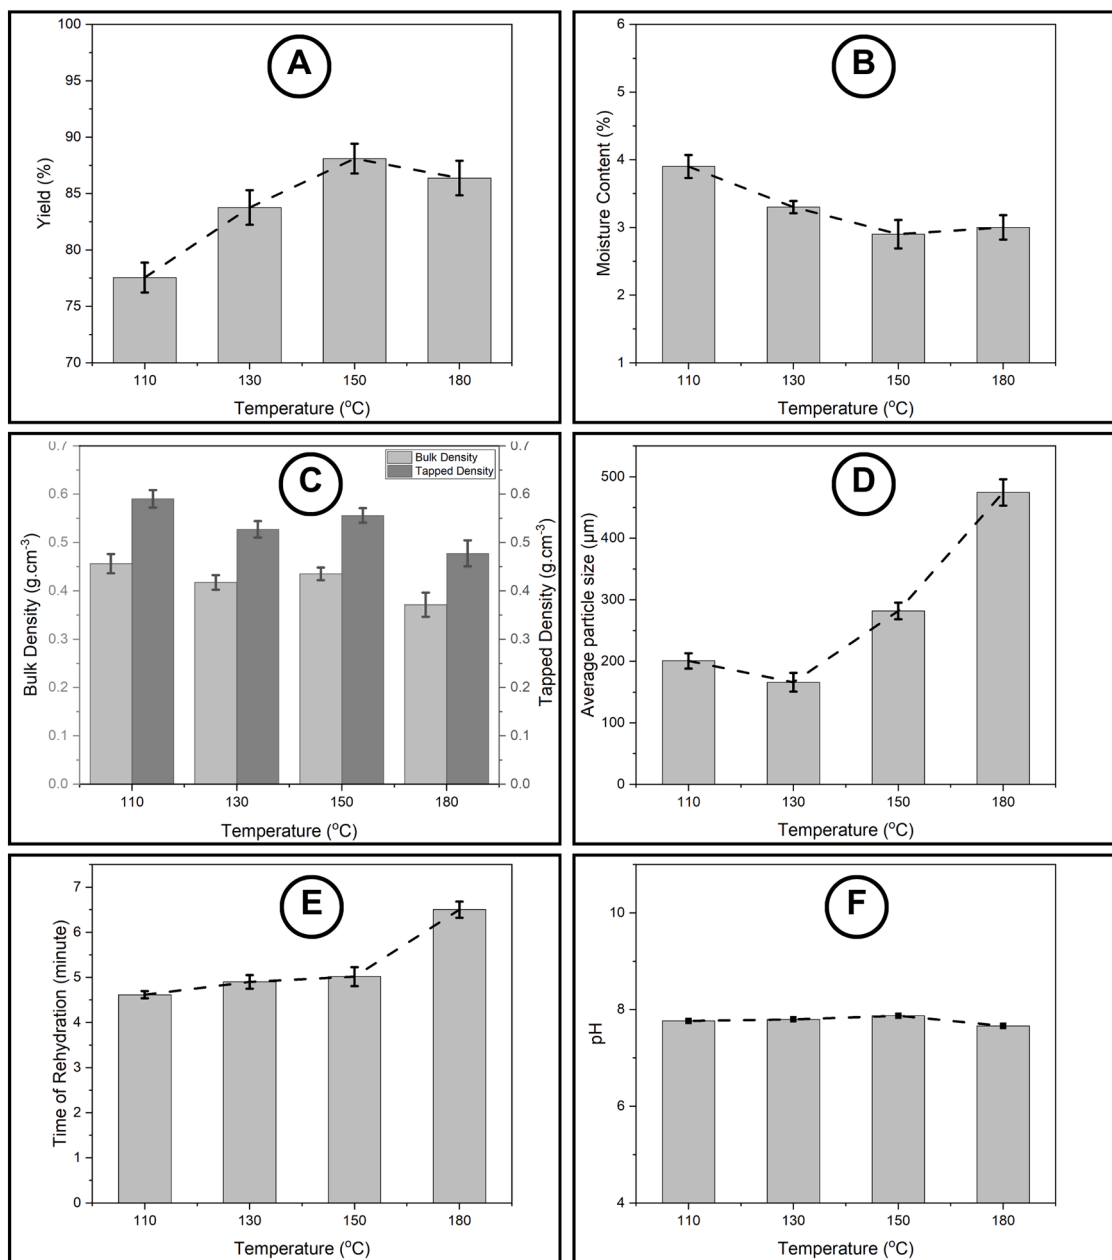 A
100
95
90
85
80
75
70
Yield (%)
110 130 150 180
Temperature (°C)
B
6
5
4
3
2
1
Moisture Content (%)
110 130 150 180
Temperature (°C)
C
Bulk Density
Tapped Density
0.7 0.7
0.6 0.6
0.5 0.5
0.4 0.4
0.3 0.3
0.2 0.2
0.1 0.1
0.0 0.0
Bulk Density (g.cm⁻³)
Tapped Density (g.cm⁻³)
110 130 150 180
Temperature (°C)
D
500
400
300
200
100
0
Average particle size (µm)
110 130 150 180
Temperature (°C)
E
7
6
5
4
3
2
1
0
Time of Rehydration (minute)
110 130 150 180
Temperature (°C)
F
10
8
6
4
pH
110 130 150 180
Temperature (°C)